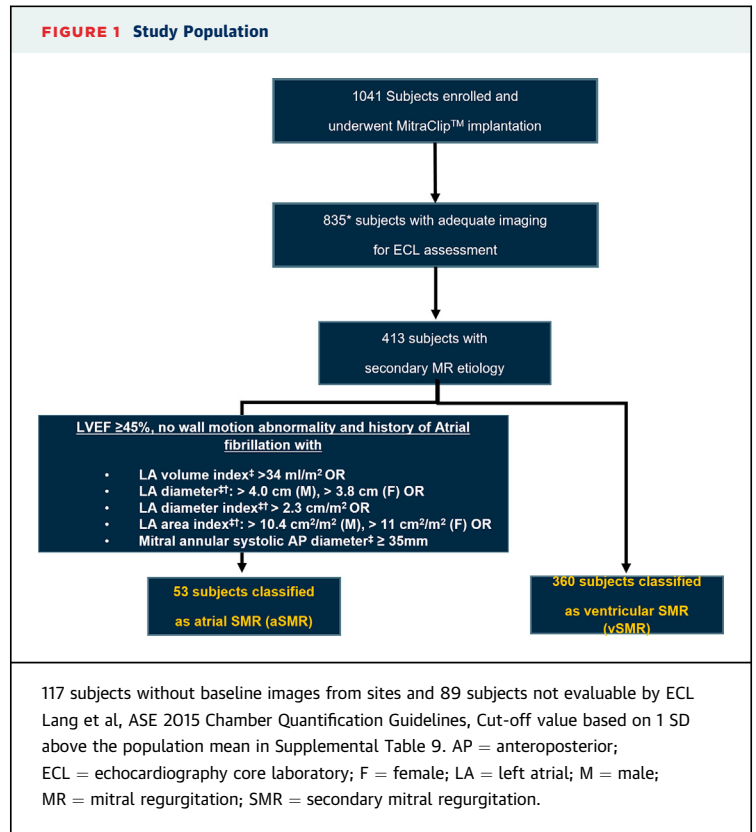 FIGURE 1 Study Population
1041 Subjects enrolled and
underwent MitraClip™ implantation
835* subjects with adequate imaging
for ECL assessment
413 subjects with
secondary MR etiology
LVEF ≥45%, no wall motion abnormality and history of Atrial
fibrillation with
• LA volume index‡ >34 ml/m² OR
• LA diameter‡†: > 4.0 cm (M), > 3.8 cm (F) OR
• LA diameter index‡† > 2.3 cm/m² OR
• LA area index‡†: > 10.4 cm²/m² (M), > 11 cm²/m² (F) OR
• Mitral annular systolic AP diameter‡ ≥ 35mm
53 subjects classified
as atrial SMR (aSMR)
360 subjects classified
as ventricular SMR
(vSMR)
117 subjects without baseline images from sites and 89 subjects not evaluable by ECL
Lang et al, ASE 2015 Chamber Quantification Guidelines, Cut-off value based on 1 SD
above the population mean in Supplemental Table 9. AP = anteroposterior;
ECL = echocardiography core laboratory; F = female; LA = left atrial; M = male;
MR = mitral regurgitation; SMR = secondary mitral regurgitation.